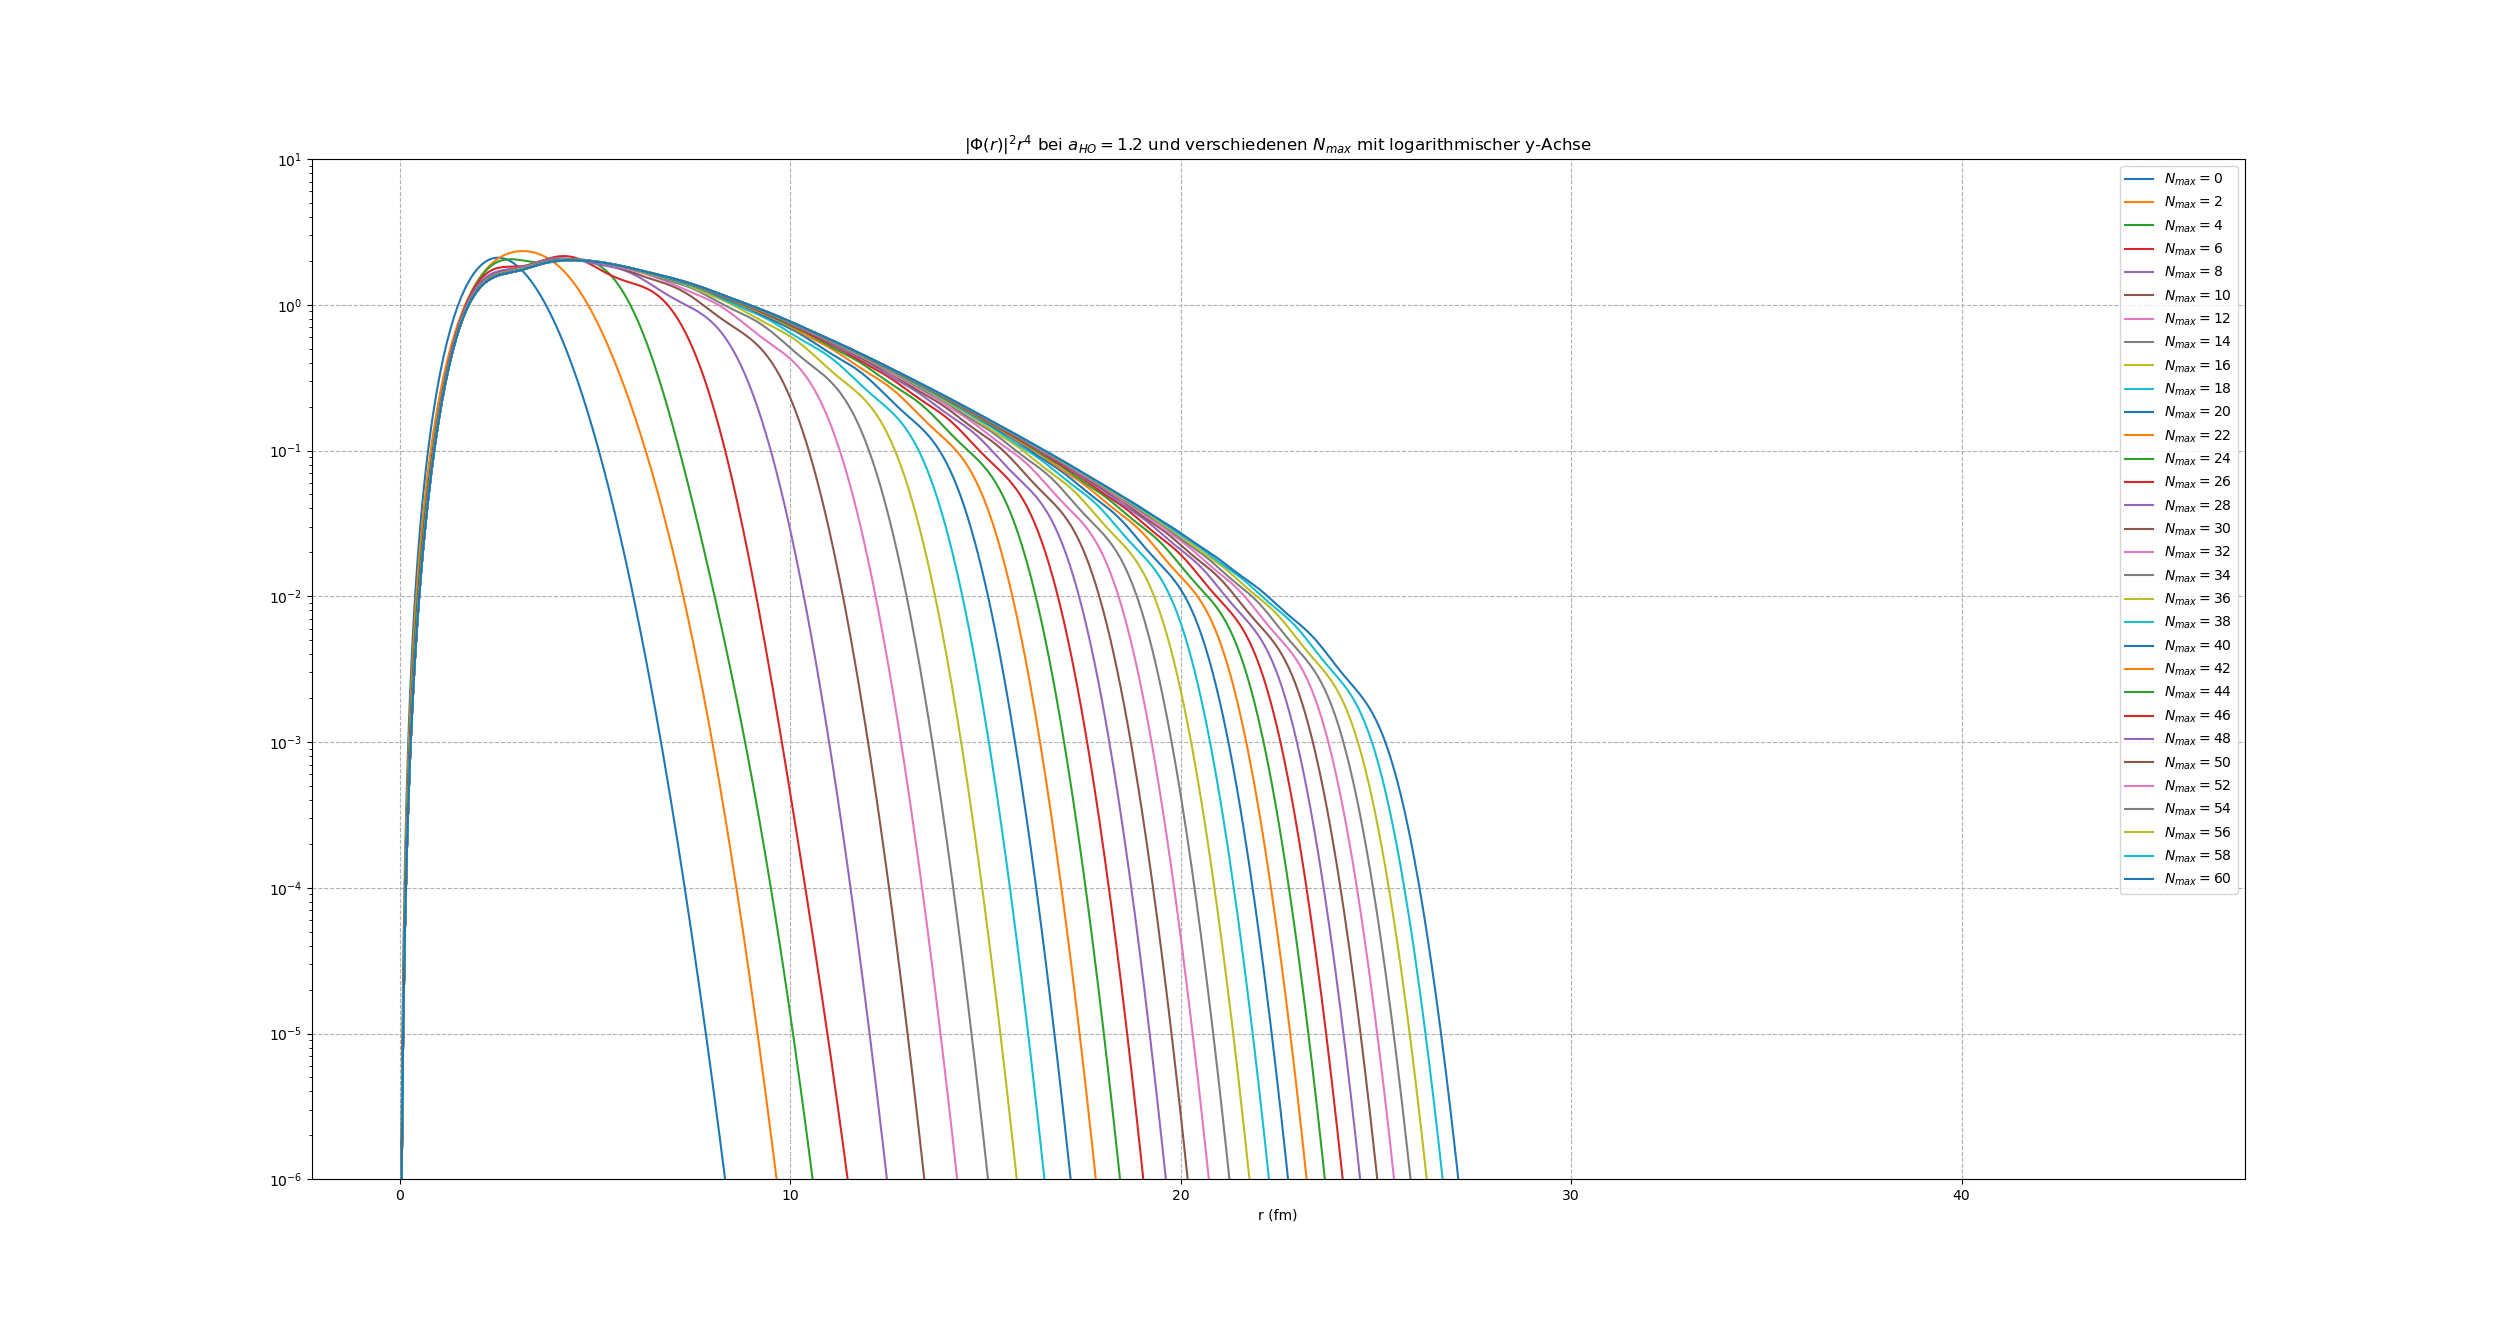 |Φ(r)|²r⁴ bei a_HO = 1.2 und verschiedenen N_max mit logarithmischer y-Achse
10¹
10⁰
10⁻¹
10⁻²
10⁻³
10⁻⁴
10⁻⁵
10⁻⁶
0 10 20 30 40
r (fm)
N_max = 0
N_max = 2
N_max = 4
N_max = 6
N_max = 8
N_max = 10
N_max = 12
N_max = 14
N_max = 16
N_max = 18
N_max = 20
N_max = 22
N_max = 24
N_max = 26
N_max = 28
N_max = 30
N_max = 32
N_max = 34
N_max = 36
N_max = 38
N_max = 40
N_max = 42
N_max = 44
N_max = 46
N_max = 48
N_max = 50
N_max = 52
N_max = 54
N_max = 56
N_max = 58
N_max = 60